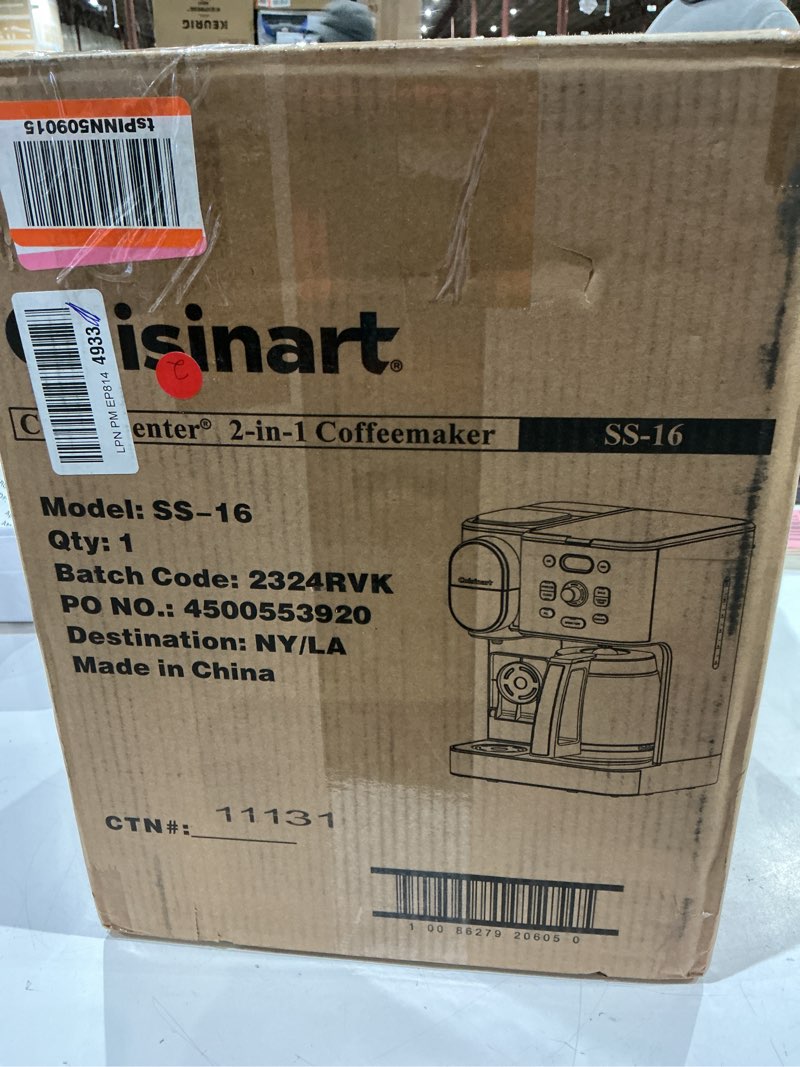 KEURIG
tsPINN509015
LPN PM EP814 4933
isinart®
C enter® 2-in-1 Coffeemaker SS-16
Model: SS-16
Qty: 1
Batch Code: 2324RVK
PO NO.: 4500553920
Destination: NY/LA
Made in China
Cuisinart
CTN#: 11131
1 00 86279 20605 0